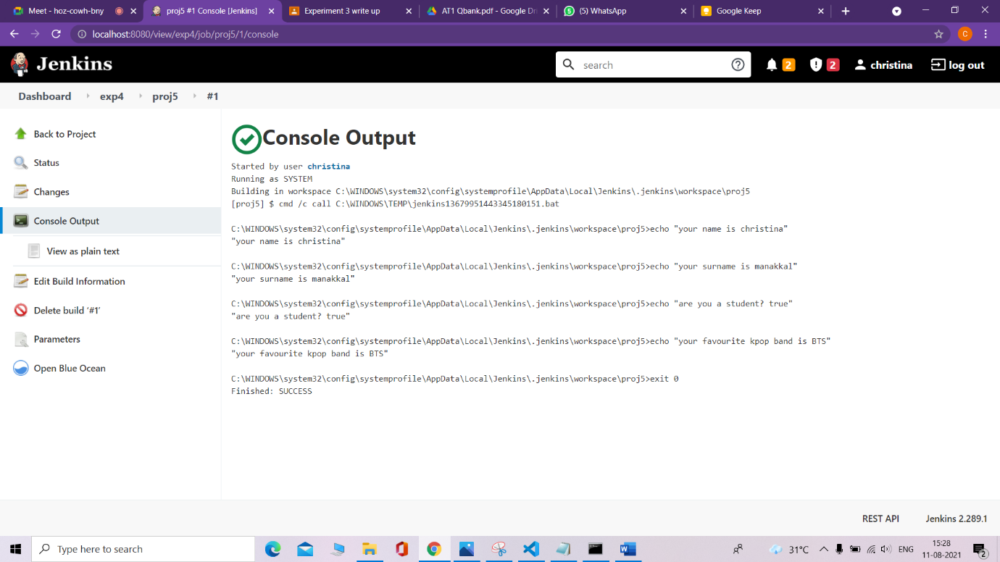 Meet - hoz-cowh-bny
proj5 #1 Console [Jenkins]
Experiment 3 write up
AT1 Qbank.pdf - Google Dri
(5) WhatsApp
Google Keep
localhost:8080/view/exp4/job/proj5/1/console
C
Jenkins
search
2
2
christina
log out
Dashboard
exp4
proj5
#1
Back to Project
Status
Changes
Console Output
View as plain text
Edit Build Information
Delete build ‘#1’
Parameters
Open Blue Ocean
Console Output
Started by user christina
Running as SYSTEM
Building in workspace C:\WINDOWS\system32\config\systemprofile\AppData\Local\Jenkins\.jenkins\workspace\proj5
[proj5] $ cmd /c call C:\WINDOWS\TEMP\jenkins13679951443345180151.bat
C:\WINDOWS\system32\config\systemprofile\AppData\Local\Jenkins\.jenkins\workspace\proj5>echo "your name is christina"
"your name is christina"
C:\WINDOWS\system32\config\systemprofile\AppData\Local\Jenkins\.jenkins\workspace\proj5>echo "your surname is manakkal"
"your surname is manakkal"
C:\WINDOWS\system32\config\systemprofile\AppData\Local\Jenkins\.jenkins\workspace\proj5>echo "are you a student? true"
"are you a student? true"
C:\WINDOWS\system32\config\systemprofile\AppData\Local\Jenkins\.jenkins\workspace\proj5>echo "your favourite kpop band is BTS"
"your favourite kpop band is BTS"
C:\WINDOWS\system32\config\systemprofile\AppData\Local\Jenkins\.jenkins\workspace\proj5>exit 0
Finished: SUCCESS
REST API
Jenkins 2.289.1
Type here to search
31°C
ENG
15:28
11-08-2021
2